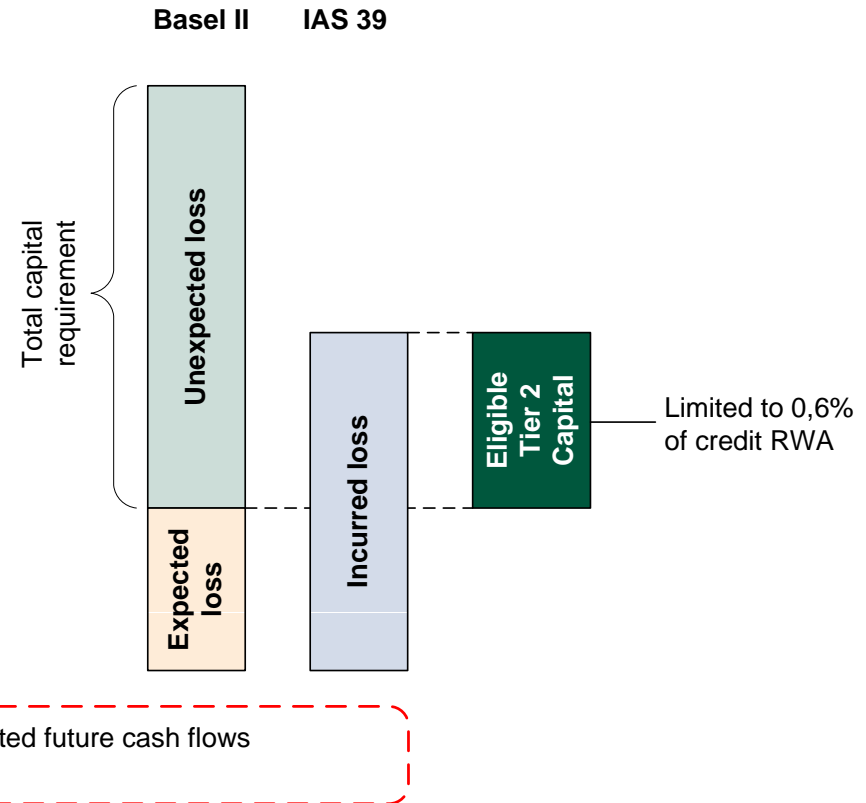 Basel II IAS 39
Total capital
requirement
Unexpected loss
Expected
loss
Incurred loss
Eligible
Tier 2
Capital
Limited to 0,6%
of credit RWA
ted future cash flows